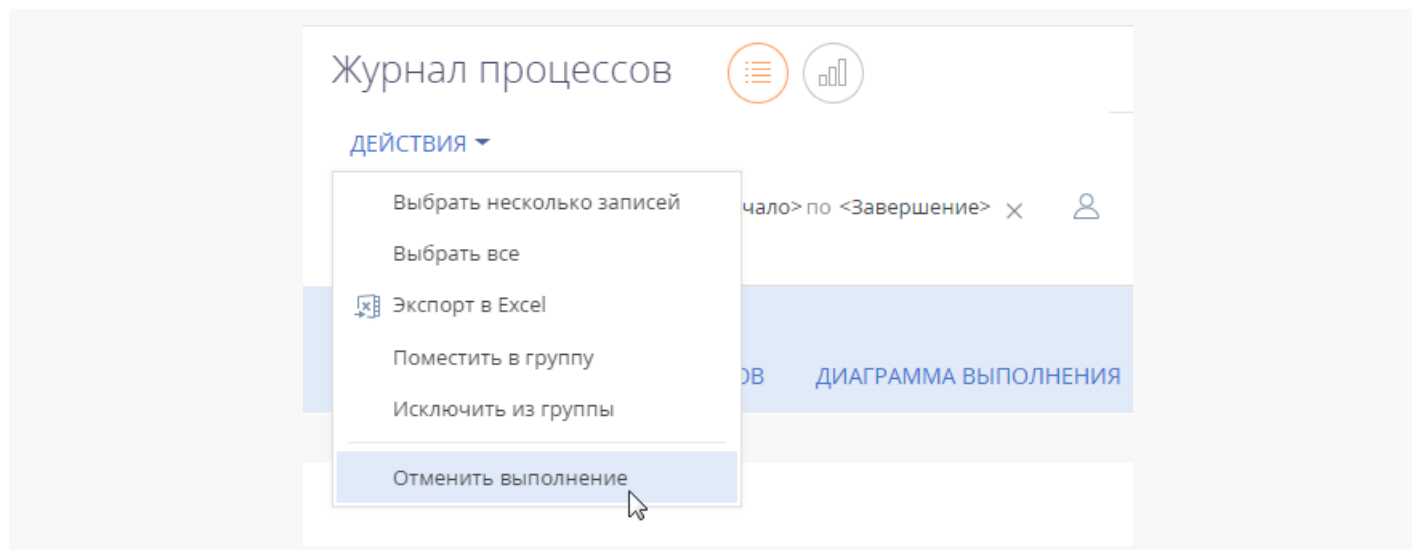 Журнал процессов
ДЕЙСТВИЯ
Выбрать несколько записей
чало> по <Завершение>
Выбрать все
Экспорт в Excel
Поместить в группу
ОВ ДИАГРАММА ВЫПОЛНЕНИЯ
Исключить из группы
Отменить выполнение